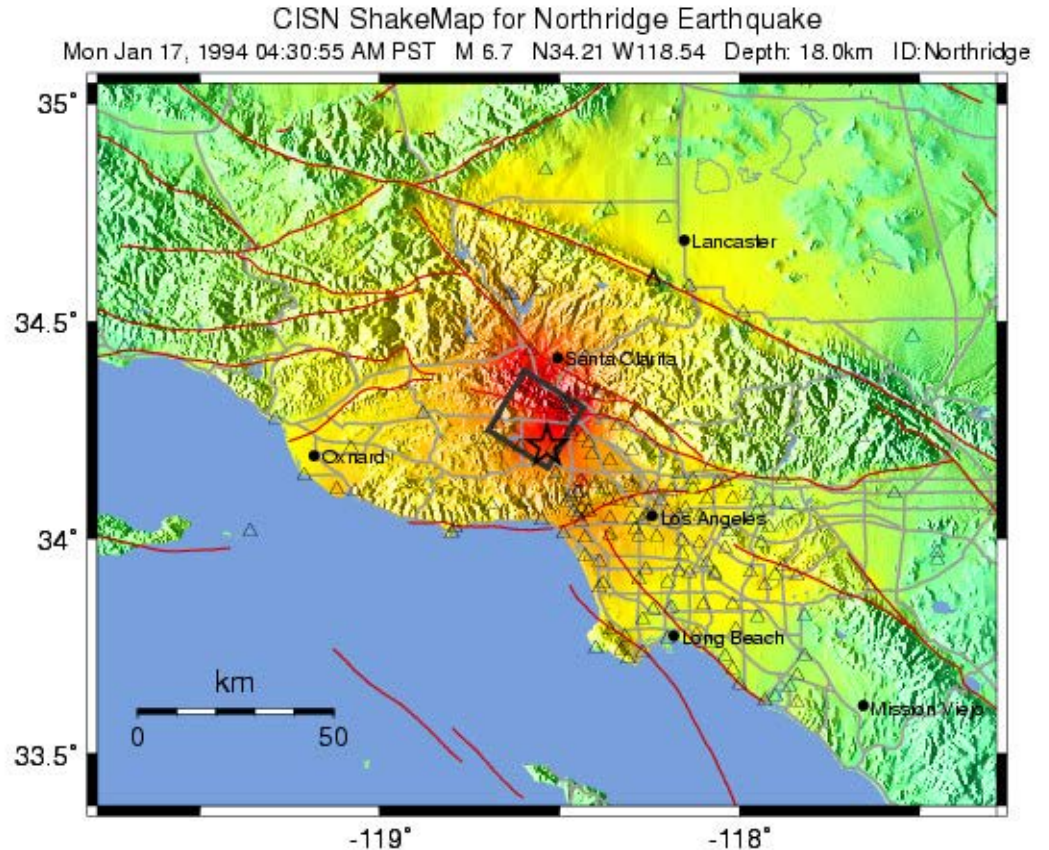 CISN ShakeMap for Northridge Earthquake
Mon Jan 17, 1994 04:30:55 AM PST M 6.7 N34.21 W118.54 Depth: 18.0km ID:Northridge
35°
Lancaster
34.5°
Santa Clarita
Oxnard
Los Angeles
34°
Long Beach
km
Mission Viejo
0 50
33.5°
-119° -118°